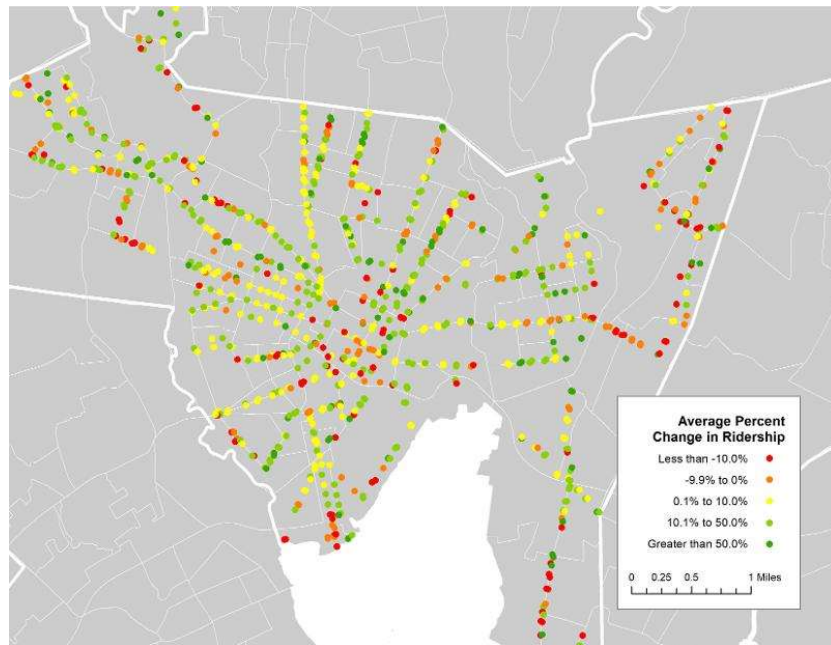 Average Percent
Change in Ridership
Less than -10.0%
-9.9% to 0%
0.1% to 10.0%
10.1% to 50.0%
Greater than 50.0%
0 0.25 0.5 1 Miles